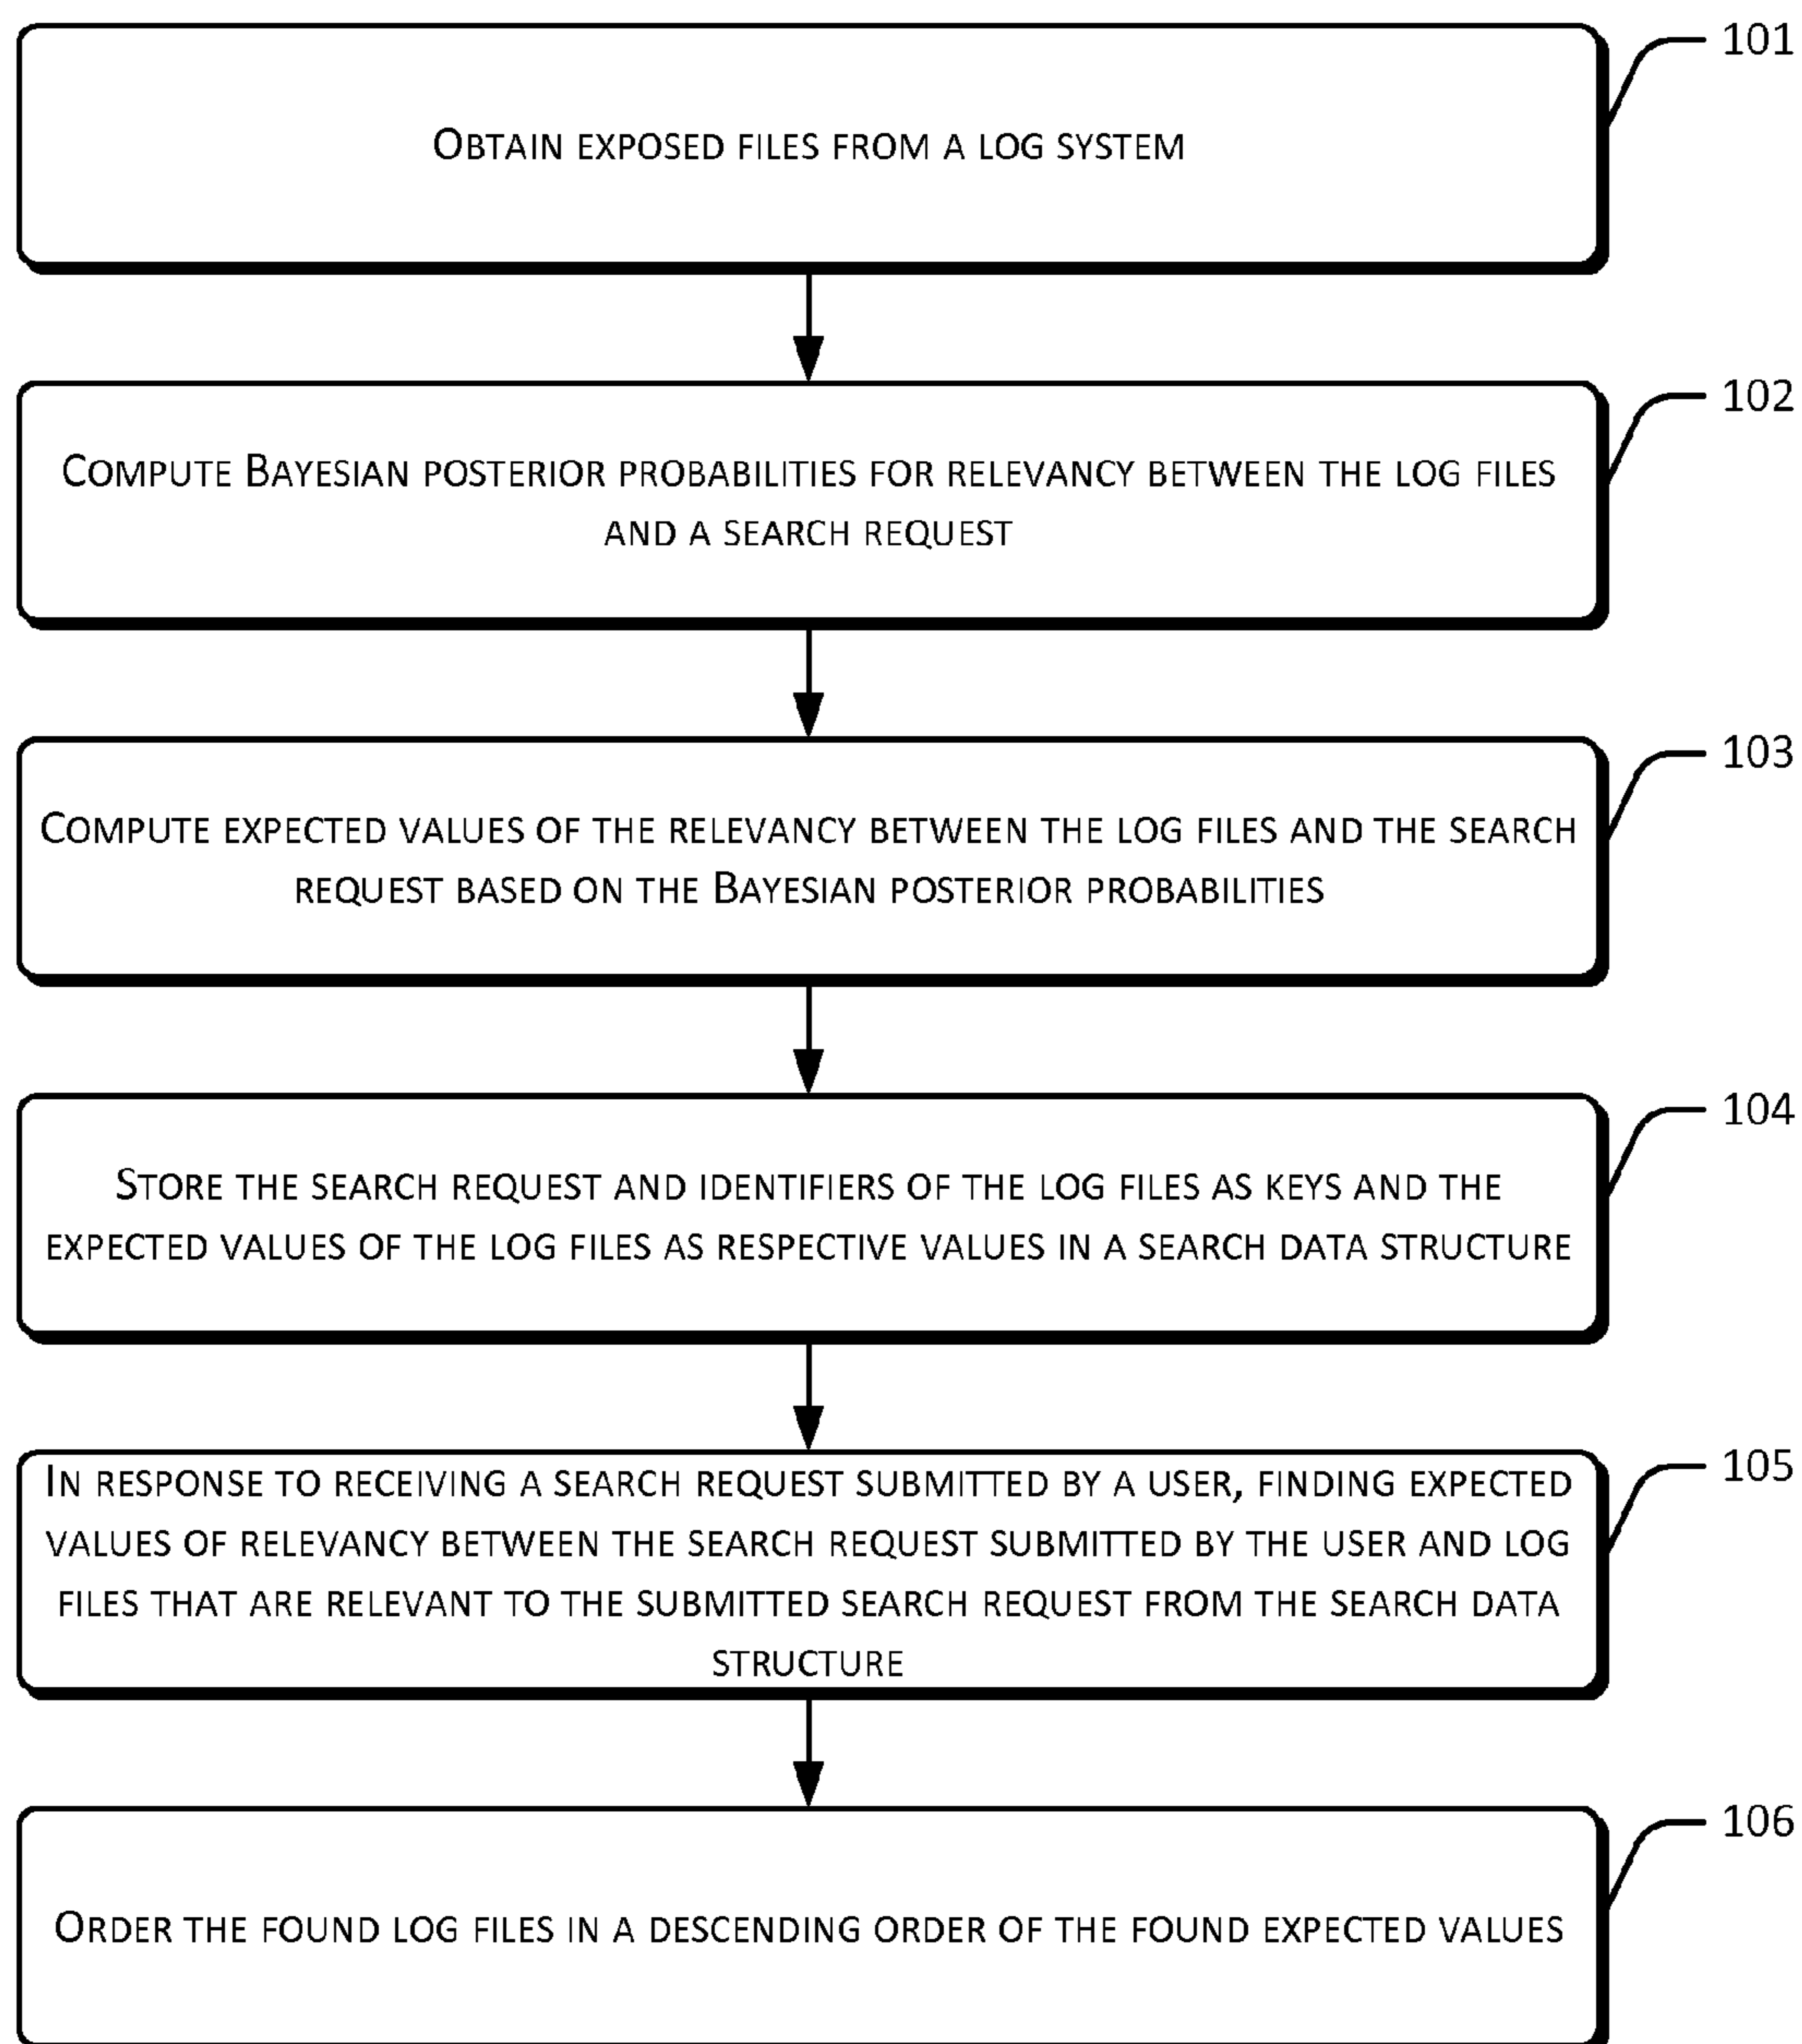 OBTAIN EXPOSED FILES FROM A LOG SYSTEM
101
COMPUTE BAYESIAN POSTERIOR PROBABILITIES FOR RELEVANCY BETWEEN THE LOG FILES
AND A SEARCH REQUEST
102
COMPUTE EXPECTED VALUES OF THE RELEVANCY BETWEEN THE LOG FILES AND THE SEARCH
REQUEST BASED ON THE BAYESIAN POSTERIOR PROBABILITIES
103
STORE THE SEARCH REQUEST AND IDENTIFIERS OF THE LOG FILES AS KEYS AND THE
EXPECTED VALUES OF THE LOG FILES AS RESPECTIVE VALUES IN A SEARCH DATA STRUCTURE
104
IN RESPONSE TO RECEIVING A SEARCH REQUEST SUBMITTED BY A USER, FINDING EXPECTED
VALUES OF RELEVANCY BETWEEN THE SEARCH REQUEST SUBMITTED BY THE USER AND LOG
FILES THAT ARE RELEVANT TO THE SUBMITTED SEARCH REQUEST FROM THE SEARCH DATA
STRUCTURE
105
ORDER THE FOUND LOG FILES IN A DESCENDING ORDER OF THE FOUND EXPECTED VALUES
106